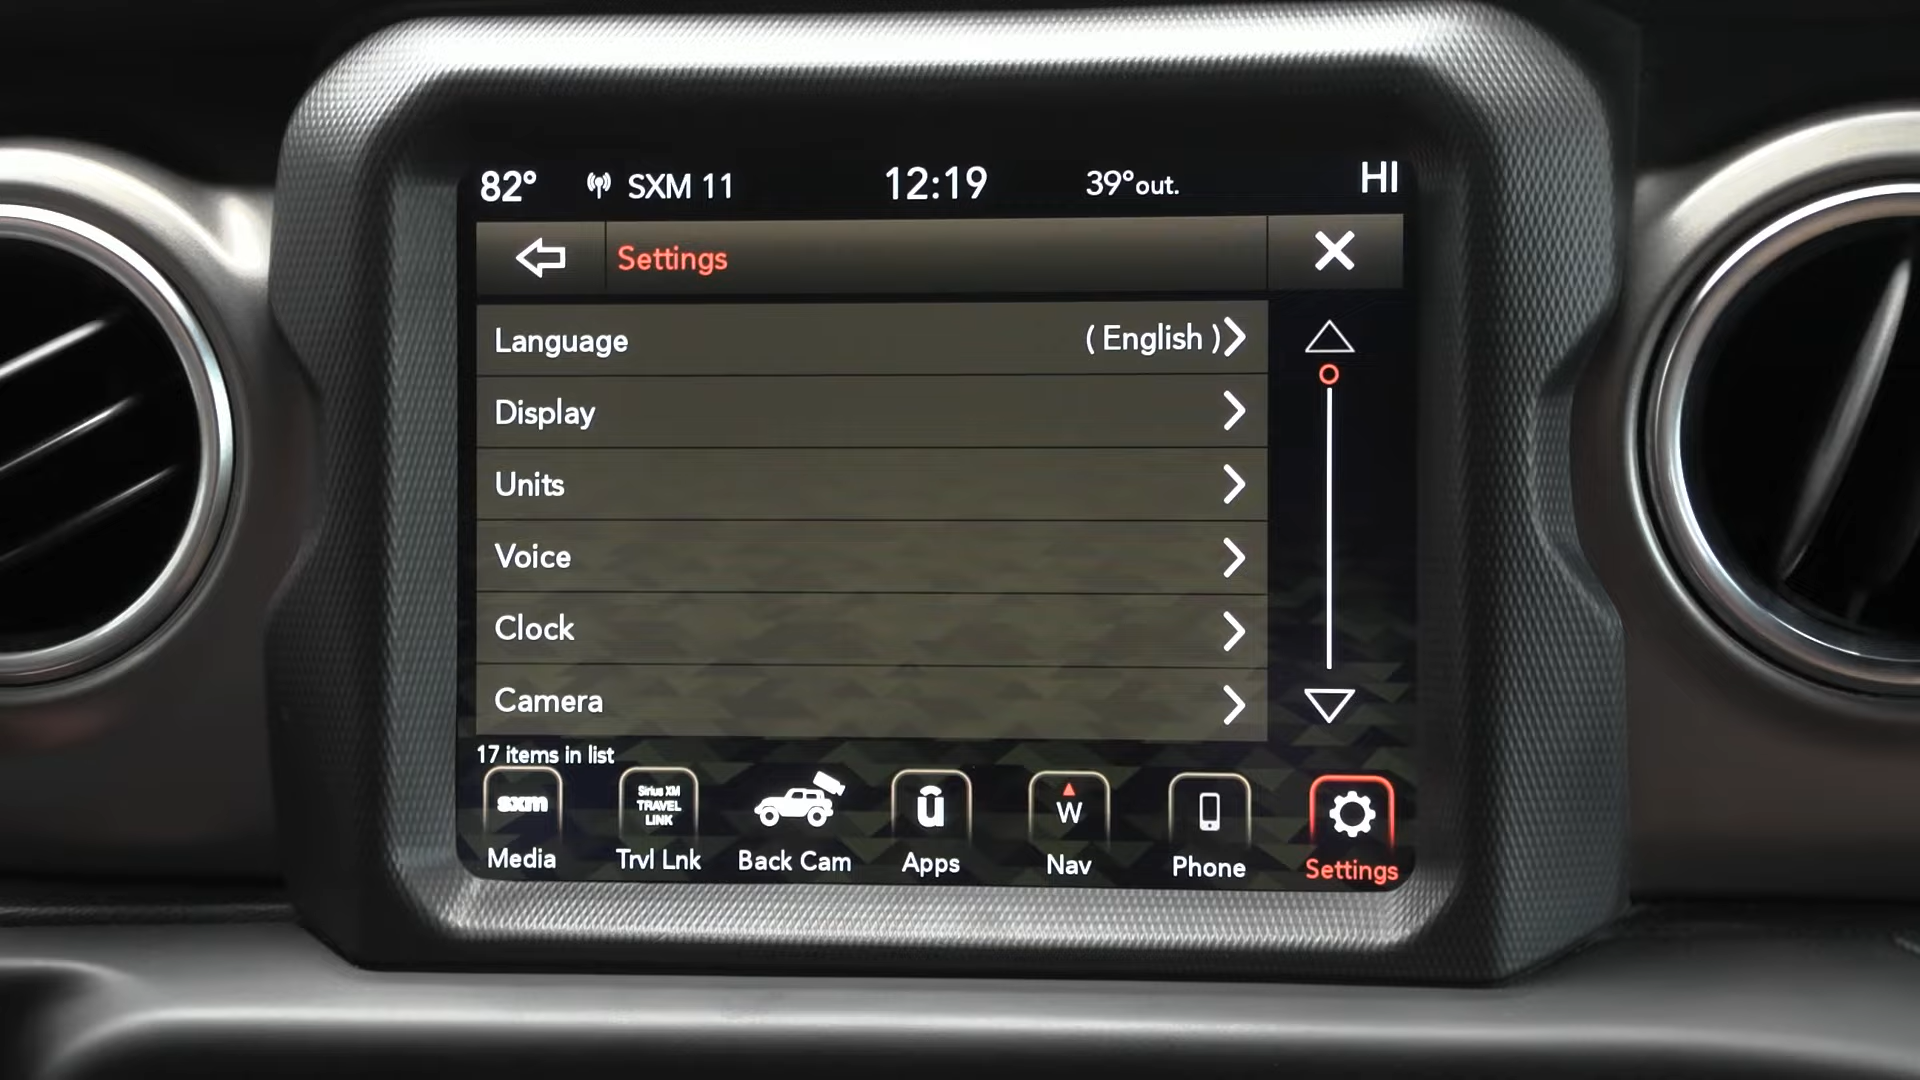 82° SXM 11 12:19 39°out. HI
Settings
Language ( English )
Display
Units
Voice
Clock
Camera
17 items in list
sxm
Sirius XM
TRAVEL
LINK
û
W
Media Trvl Lnk Back Cam Apps Nav Phone Settings